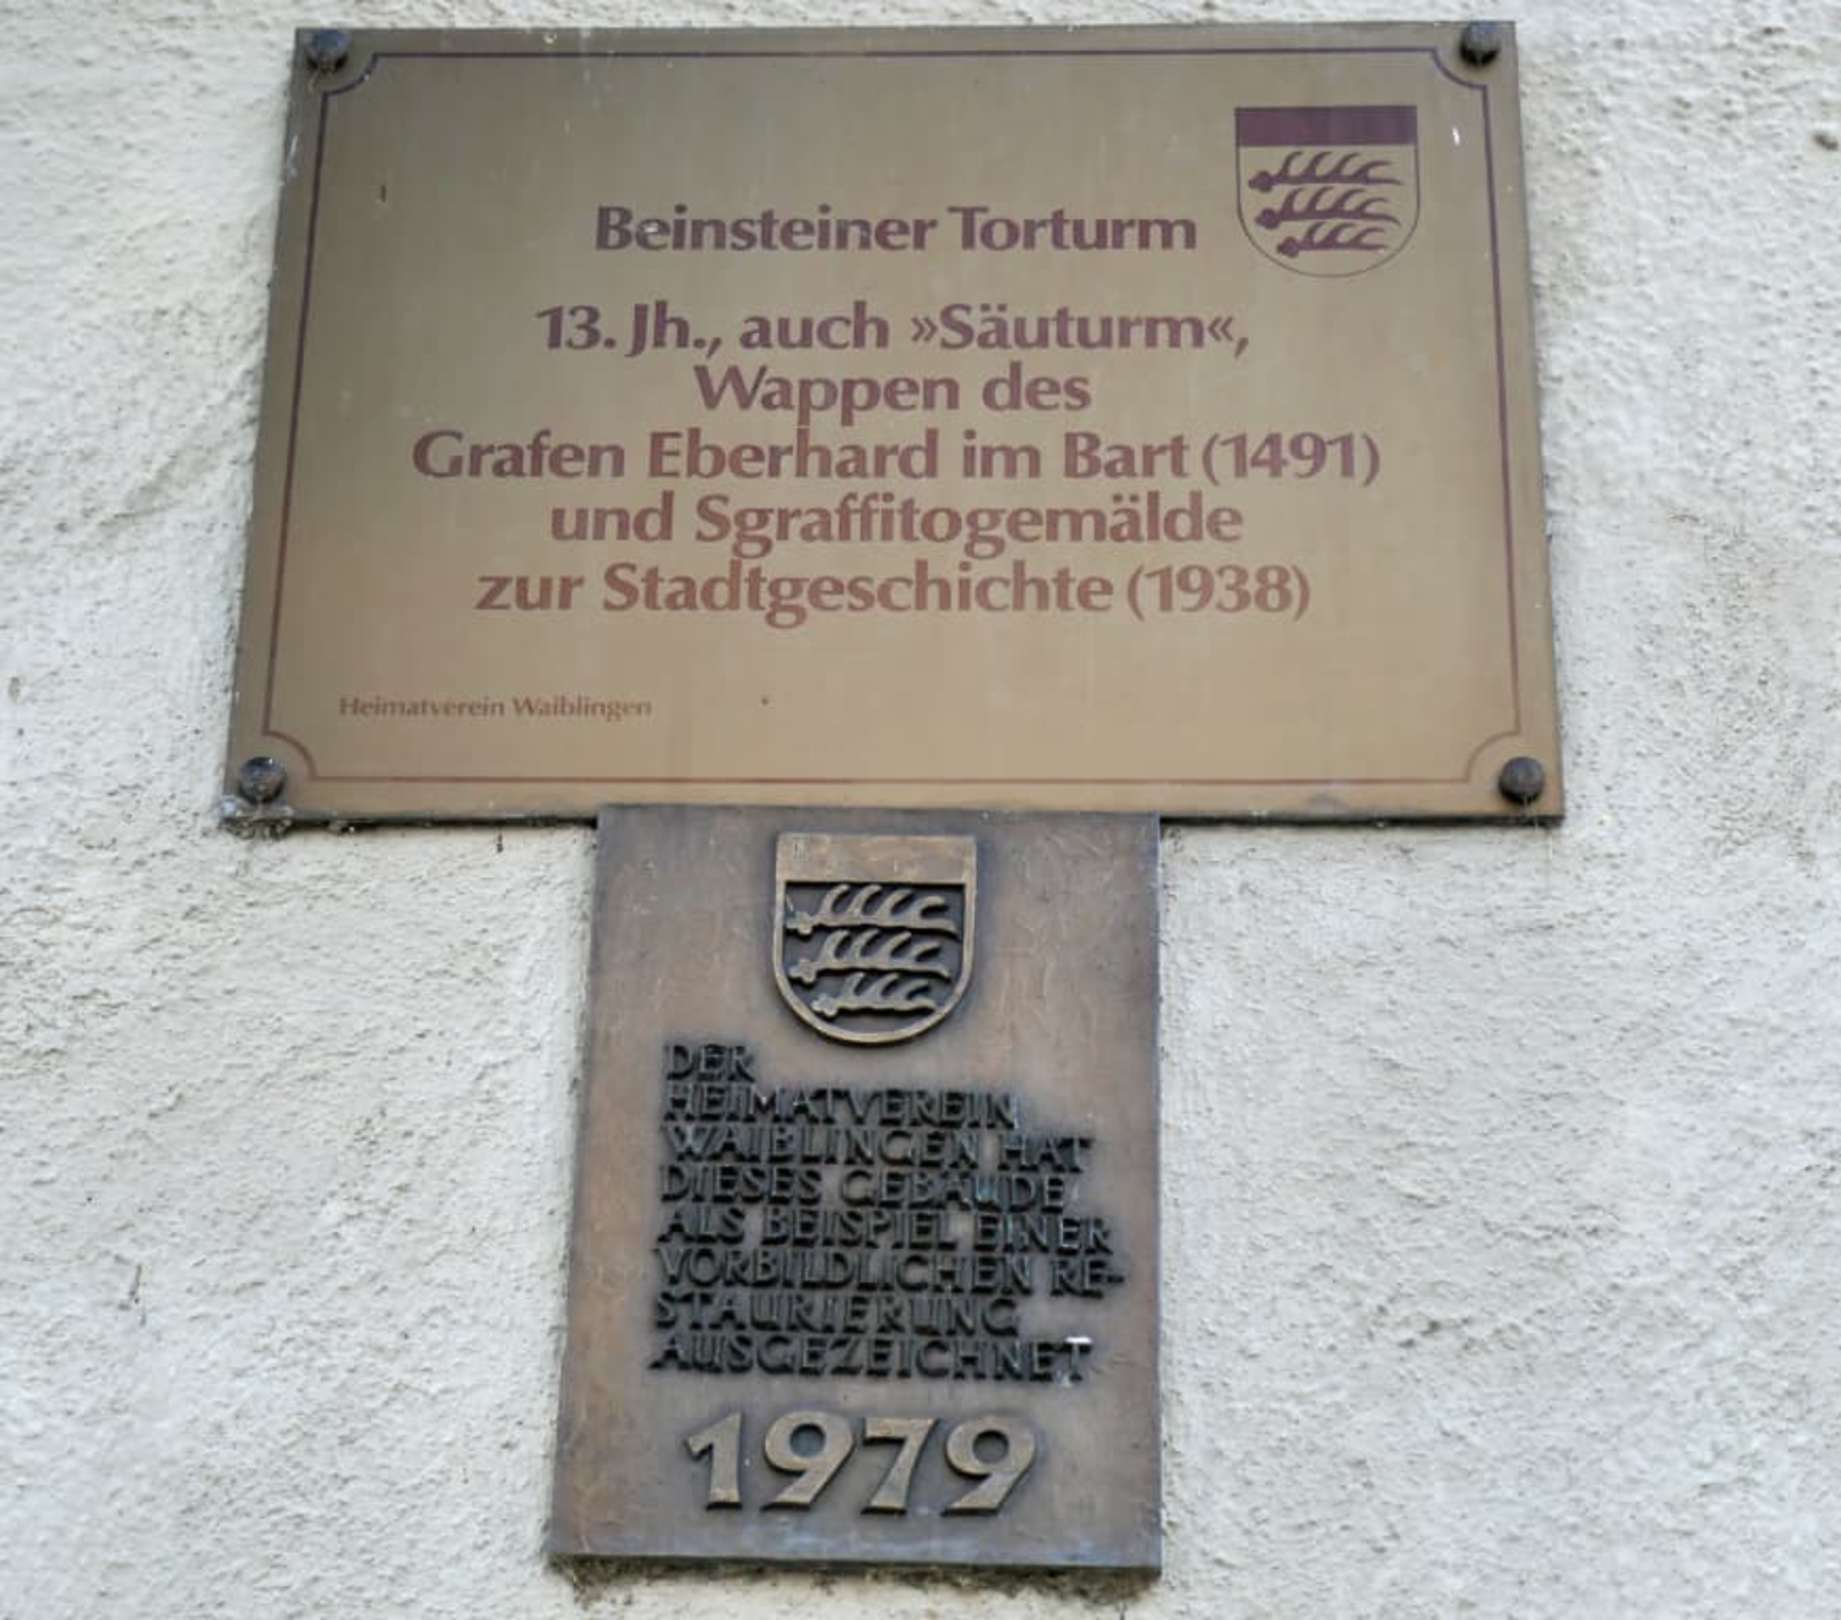 Beinsteiner Torturm
13. Jh., auch »Säuturm«,
Wappen des
Grafen Eberhard im Bart (1491)
und Sgraffitogemälde
zur Stadtgeschichte (1938)
Heimatverein Waiblingen
DER
HEIMATVEREIN
WAIBLINGEN HAT
DIESES GEBÄUDE
ALS BEISPIEL EINER
VORBILDLICHEN RE-
STAURIERUNG
AUSGEZEICHNET
1979